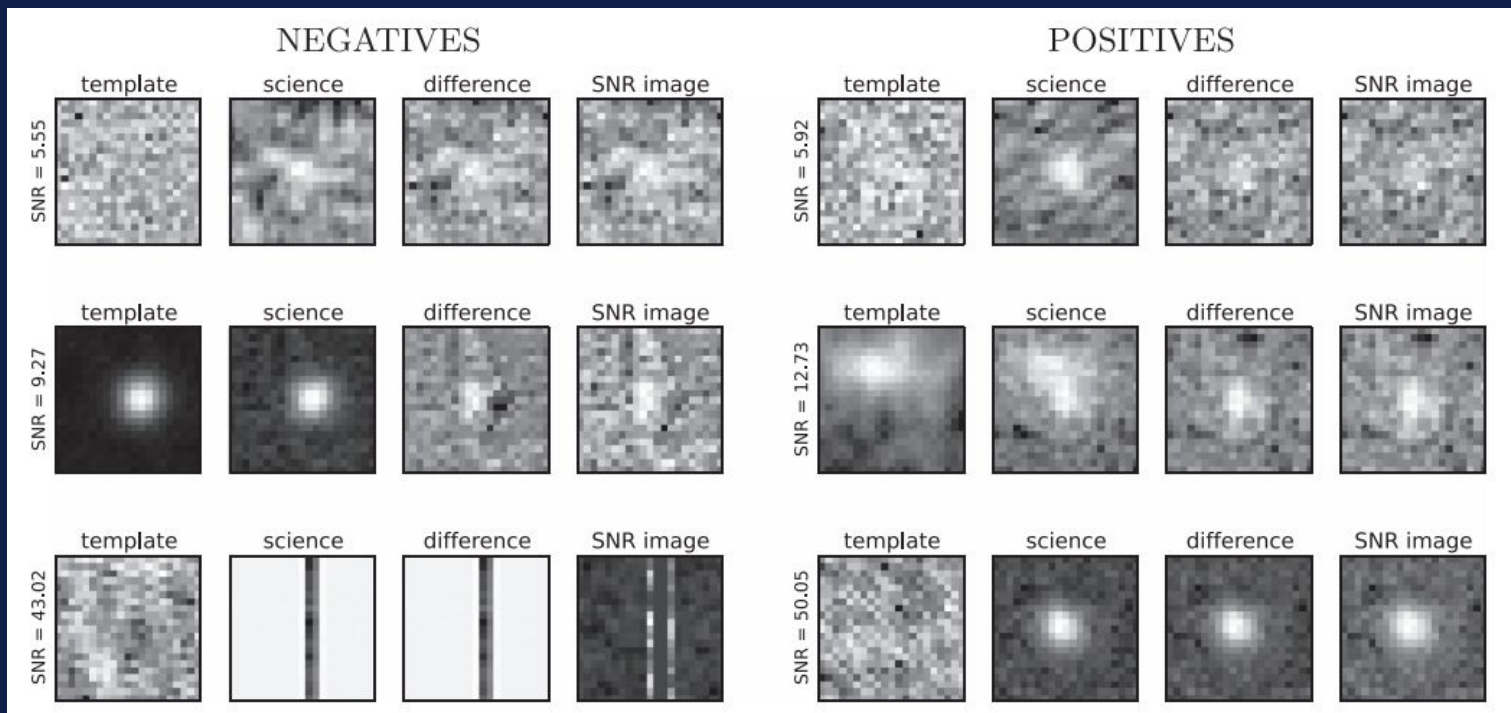 NEGATIVES
template science difference SNR image
SNR = 5.55
template science difference SNR image
SNR = 9.27
template science difference SNR image
SNR = 43.02
POSITIVES
template science difference SNR image
SNR = 5.92
template science difference SNR image
SNR = 12.73
template science difference SNR image
SNR = 50.05